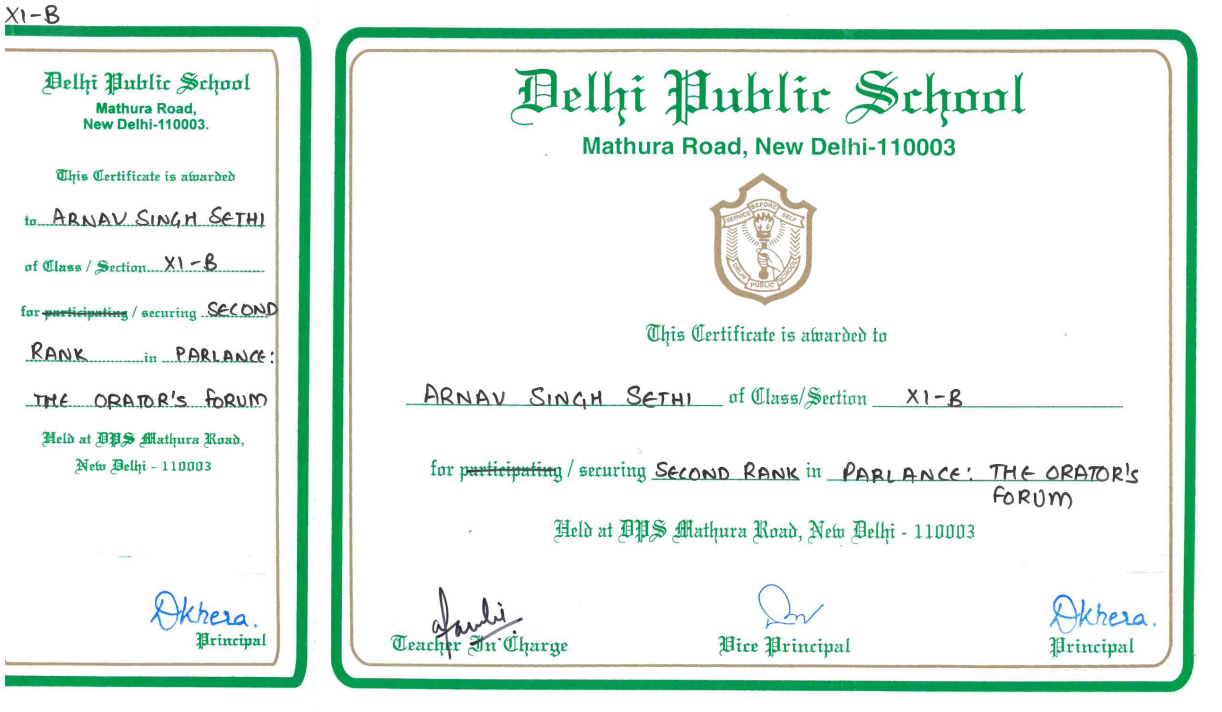 XI-B
Delhi Public School
Mathura Road,
New Delhi-110003.
This Certificate is awarded
to ARNAV SINGH SETHI
of Class / Section XI-B
for participating / securing SECOND
RANK in PARLANCE:
THE ORATOR'S FORUM
Held at DPS Mathura Road,
New Delhi - 110003
Dkhera.
Principal
Delhi Public School
Mathura Road, New Delhi-110003
SERVICE BEFORE SELF
DELHI PUBLIC SCHOOL
This Certificate is awarded to
ARNAV SINGH SETHI of Class/Section XI-B
for participating / securing SECOND RANK in PARLANCE: THE ORATOR'S
FORUM
Held at DPS Mathura Road, New Delhi - 110003
Dkhera.
Teacher In Charge Vice Principal Principal